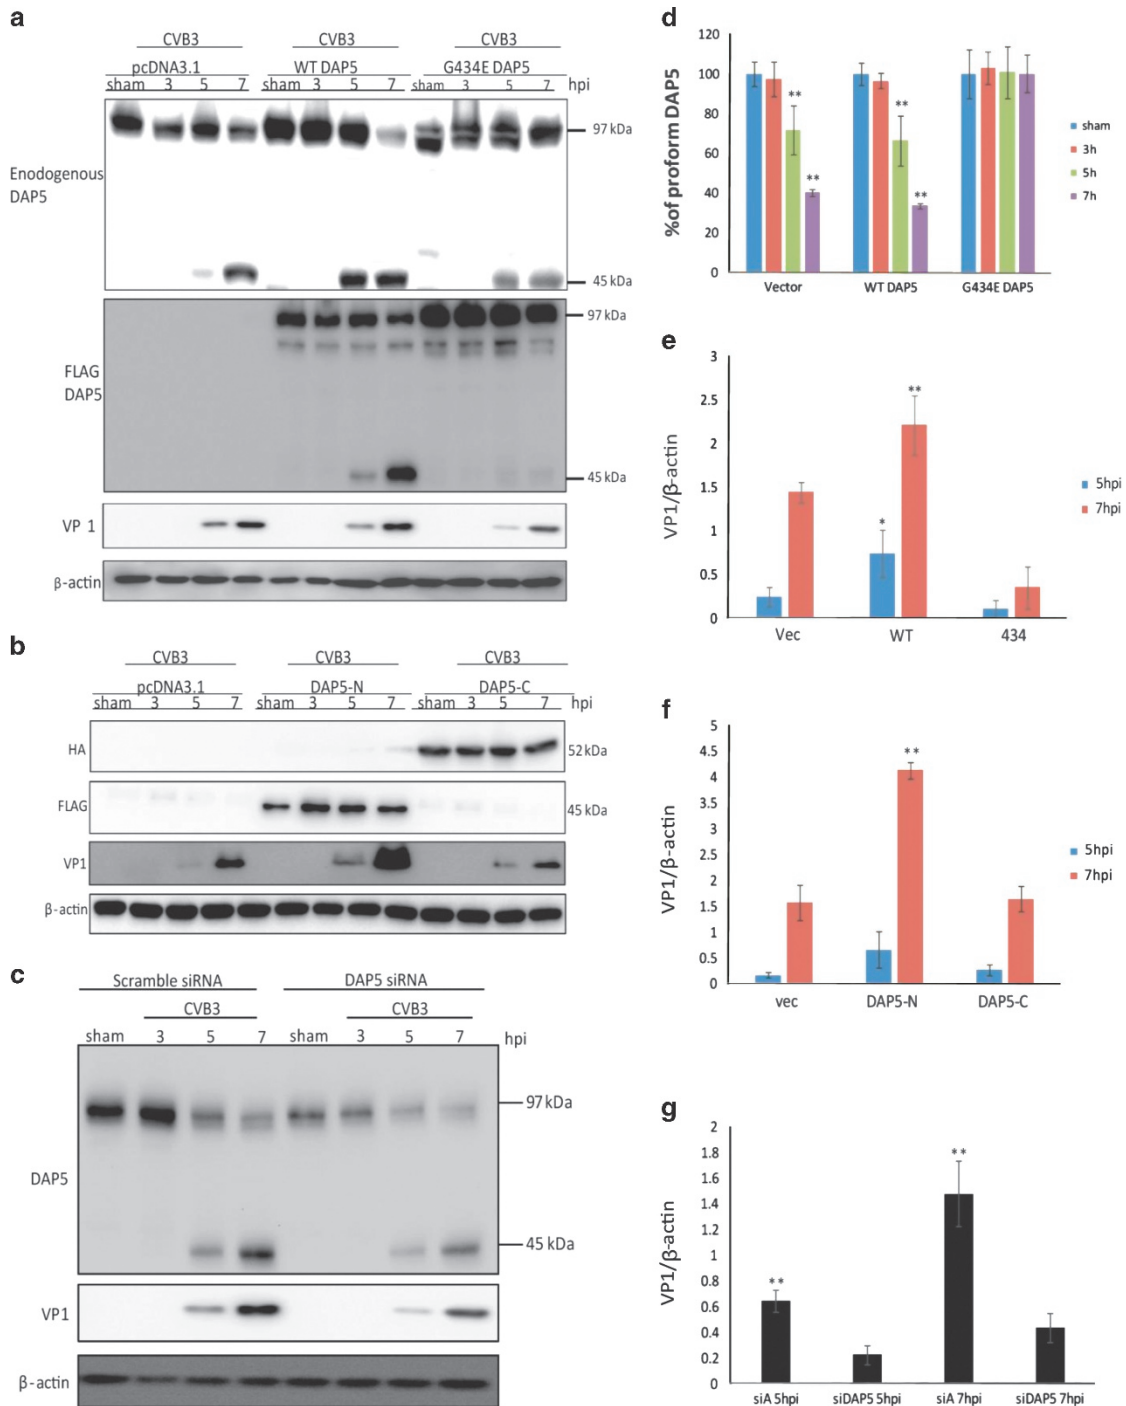 a
CVB3 CVB3 CVB3
pcDNA3.1 WT DAP5 G434E DAP5
sham 3 5 7 sham 3 5 7 sham 3 5 7 hpi
97 kDa
Enodogenous
DAP5
45 kDa
97 kDa
FLAG
DAP5
45 kDa
VP 1
β-actin
b
CVB3 CVB3 CVB3
pcDNA3.1 DAP5-N DAP5-C
sham 3 5 7 sham 3 5 7 sham 3 5 7 hpi
HA 52 kDa
FLAG 45 kDa
VP1
β-actin
c
Scramble siRNA DAP5 siRNA
CVB3 CVB3
sham 3 5 7 sham 3 5 7 hpi
97 kDa
DAP5
45 kDa
VP1
β-actin
d
%of proform DAP5
120
100
80
60
40
20
0
** ** ** **
Vector WT DAP5 G434E DAP5
sham
3h
5h
7h
e
VP1/β-actin
3
2.5
2
1.5
1
0.5
0
* **
Vec WT 434
5hpi
7hpi
f
VP1/β-actin
5
4.5
4
3.5
3
2.5
2
1.5
1
0.5
0
**
vec DAP5-N DAP5-C
5hpi
7hpi
g
VP1/β-actin
2
1.8
1.6
1.4
1.2
1
0.8
0.6
0.4
0.2
0
** **
siA 5hpi siDAP5 5hpi siA 7hpi siDAP5 7hpi